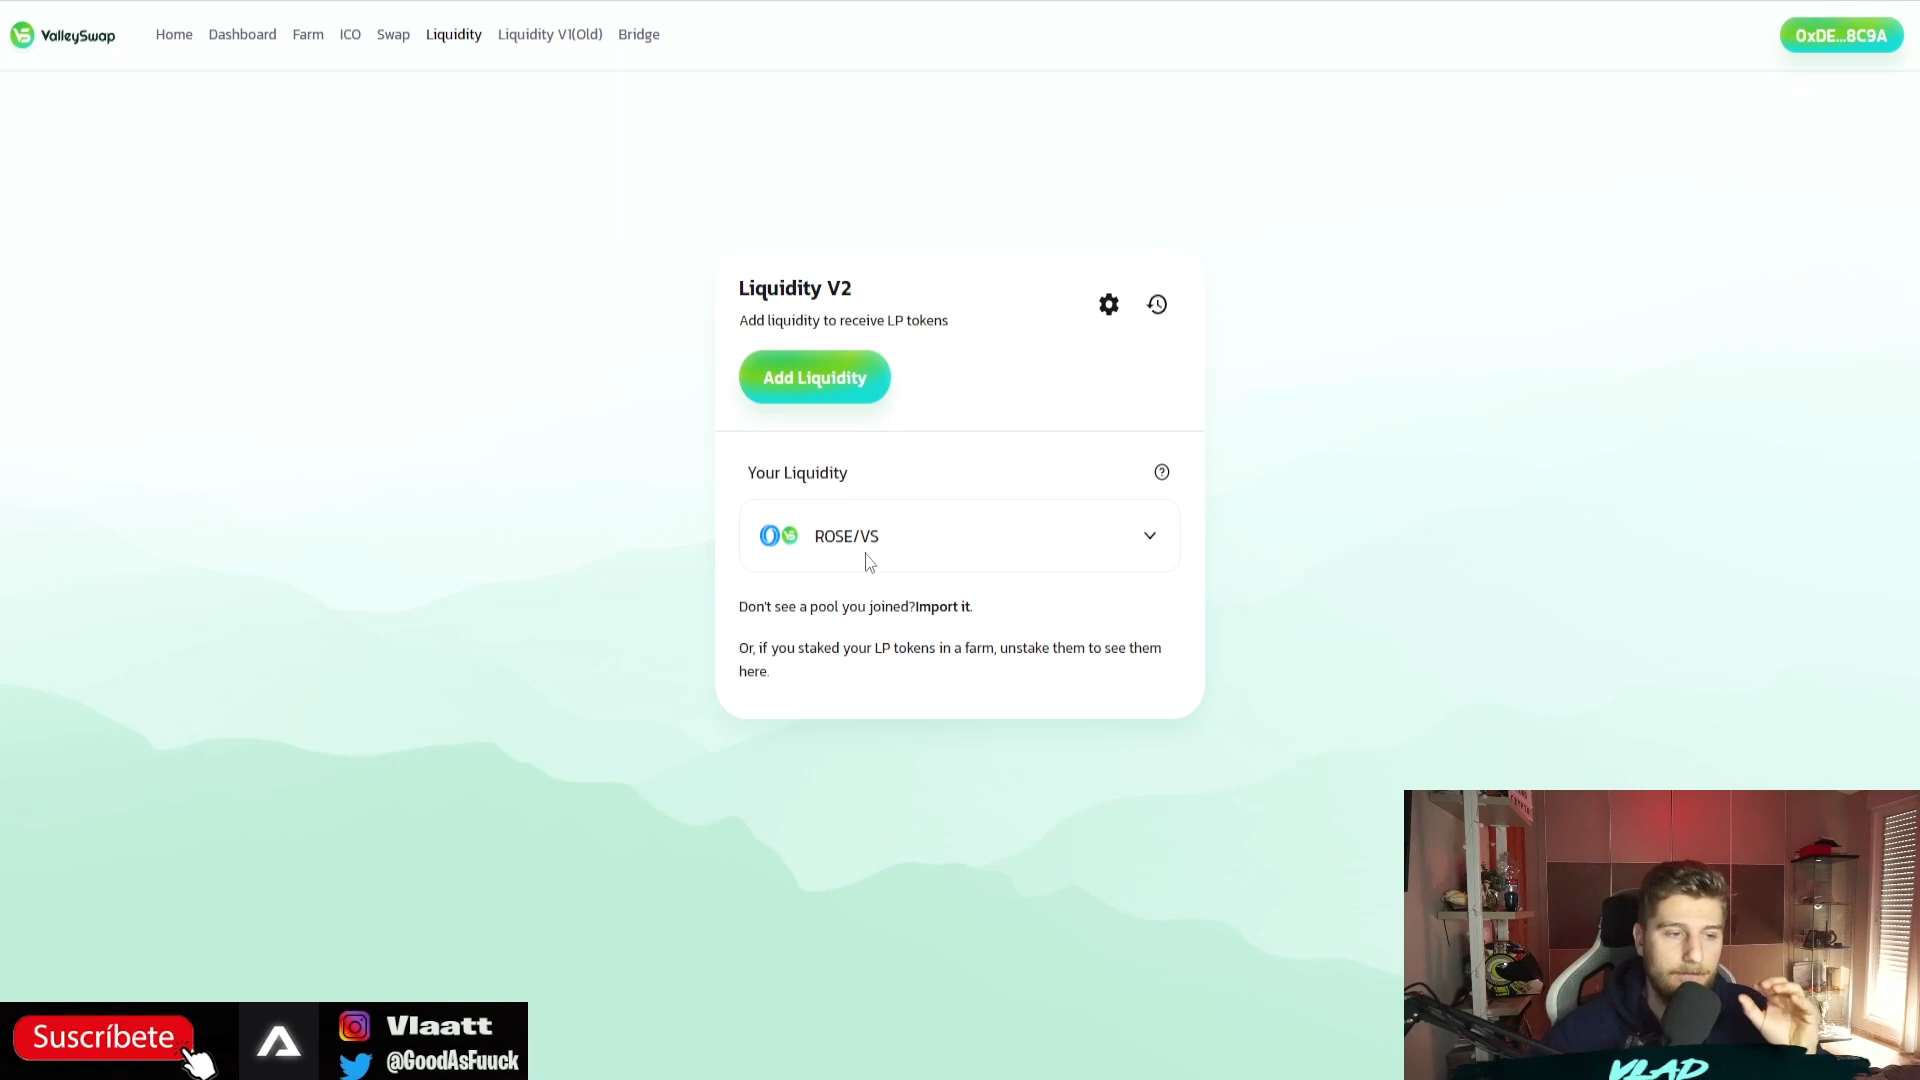 ValleySwap
Home Dashboard Farm ICO Swap Liquidity Liquidity V1(Old) Bridge
0xDE...8C9A
Liquidity V2
Add liquidity to receive LP tokens
Add Liquidity
Your Liquidity
ROSE/VS
Don't see a pool you joined?Import it.
Or, if you staked your LP tokens in a farm, unstake them to see them
here.
Suscríbete
Vlaatt
@GoodAsFuuck
VLAD